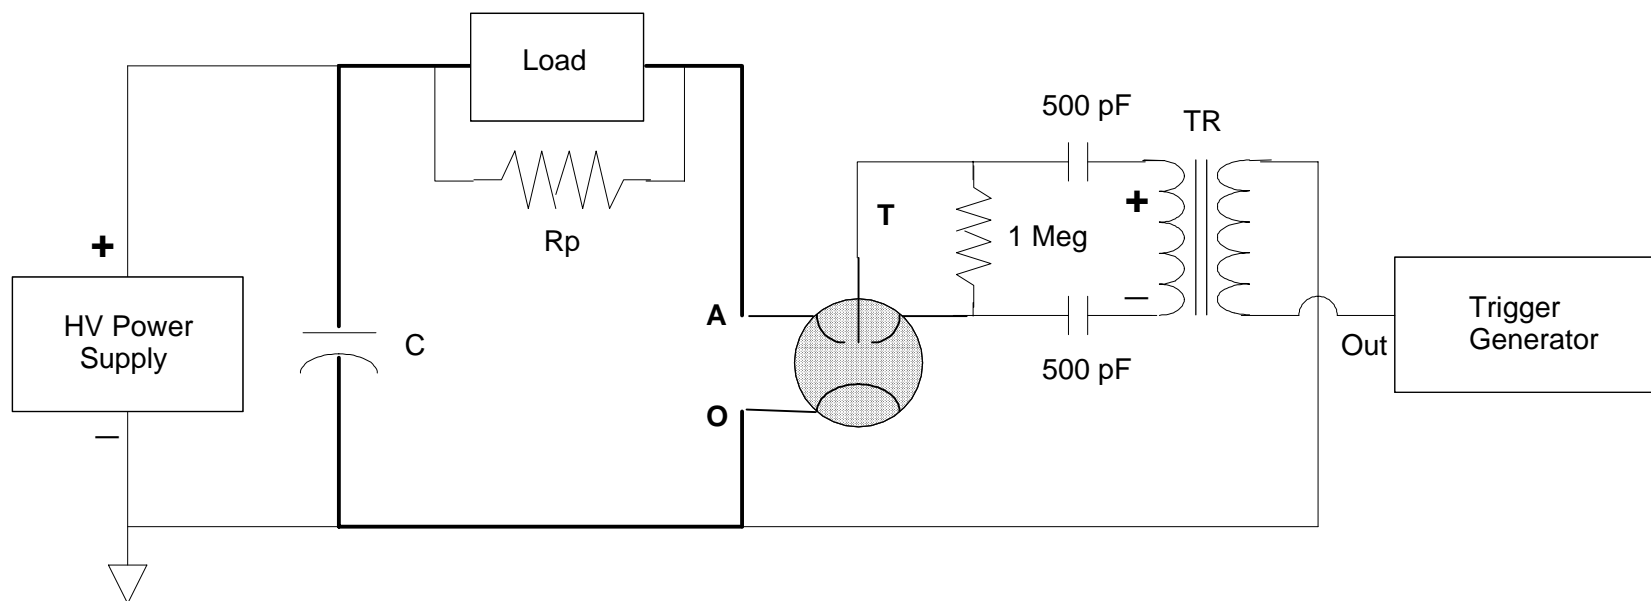 Load
500 pF
TR
T
+
Rp
1 Meg
+
HV Power
Supply
C
A
_
Trigger
Generator
Out
500 pF
O
_